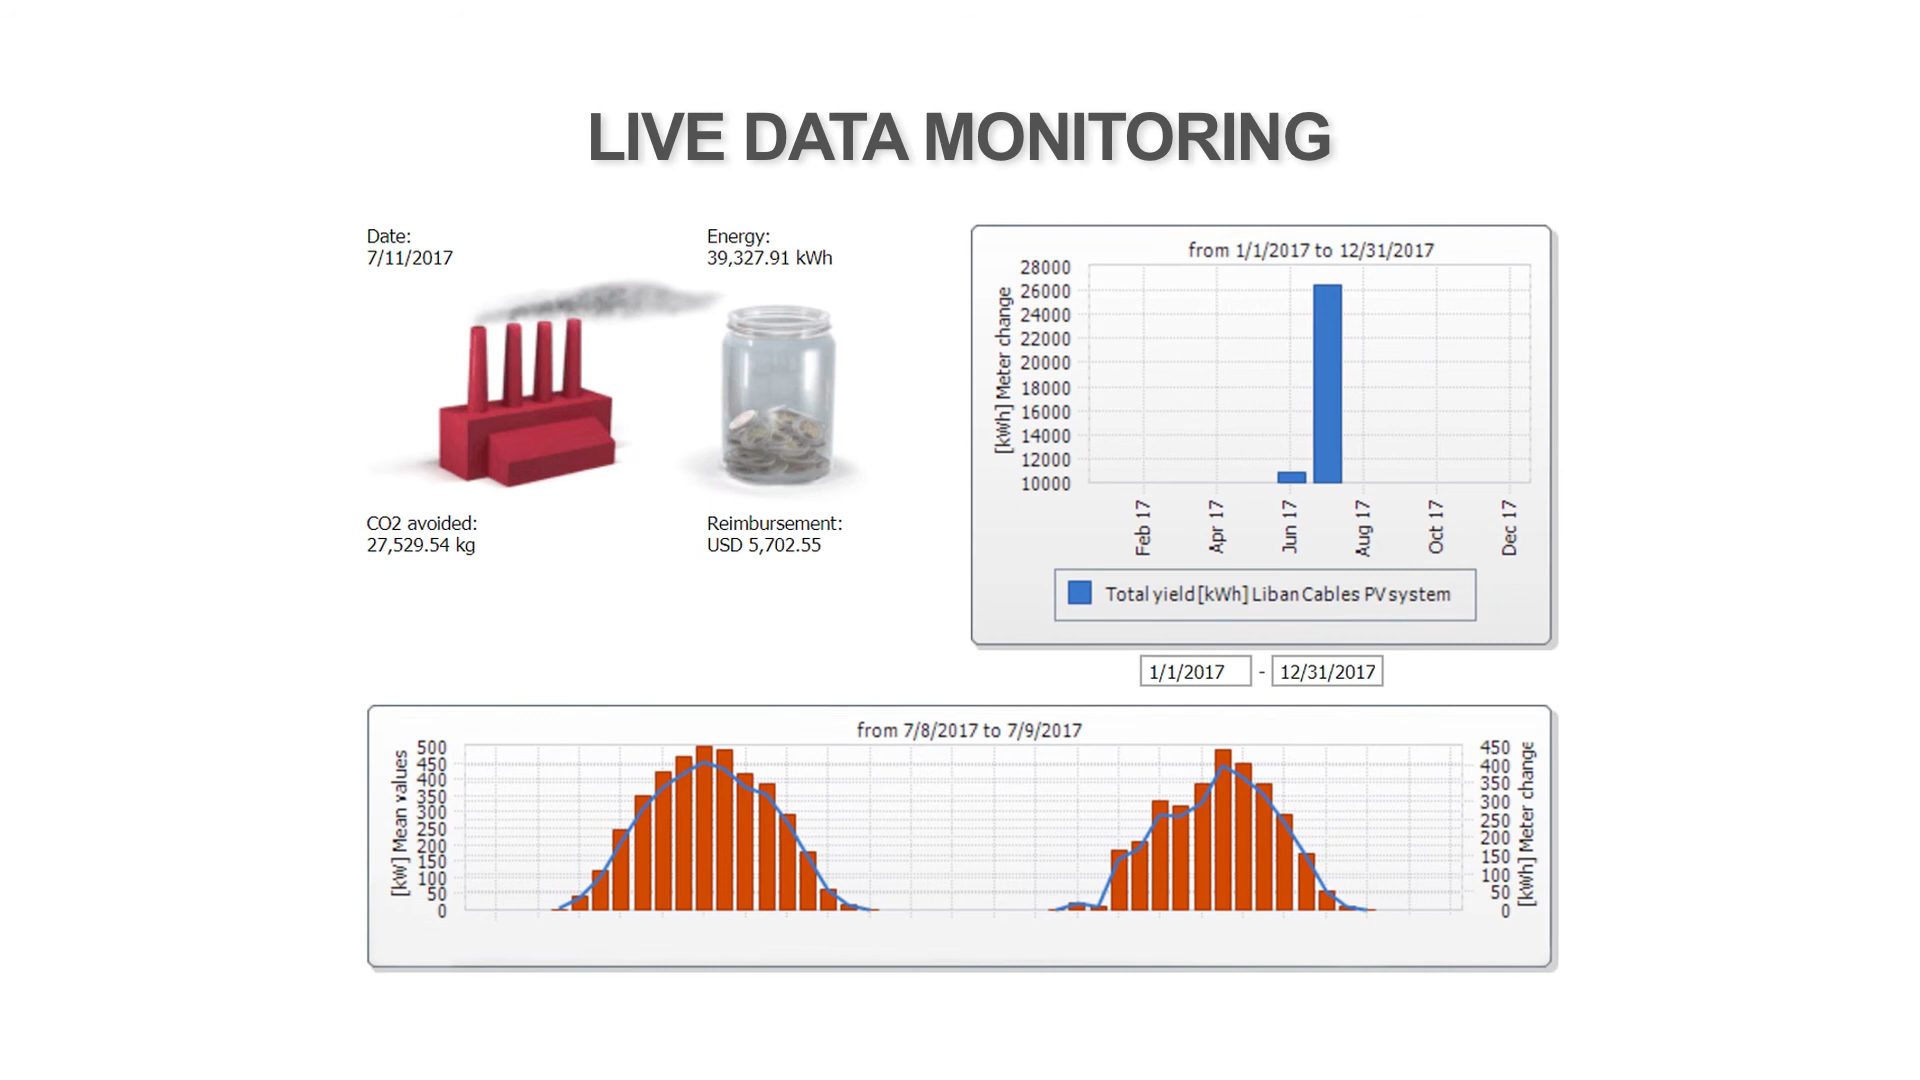 LIVE DATA MONITORING
Date:
7/11/2017
Energy:
39,327.91 kWh
CO2 avoided:
27,529.54 kg
Reimbursement:
USD 5,702.55
from 1/1/2017 to 12/31/2017
[kWh] Meter change
28000
26000
24000
22000
20000
18000
16000
14000
12000
10000
Feb 17
Apr 17
Jun 17
Aug 17
Oct 17
Dec 17
Total yield [kWh] Liban Cables PV system
1/1/2017 - 12/31/2017
from 7/8/2017 to 7/9/2017
[kW] Mean values
500
450
400
350
300
250
200
150
100
50
0
450
400
350
300
250
200
150
100
50
0
[kWh] Meter change